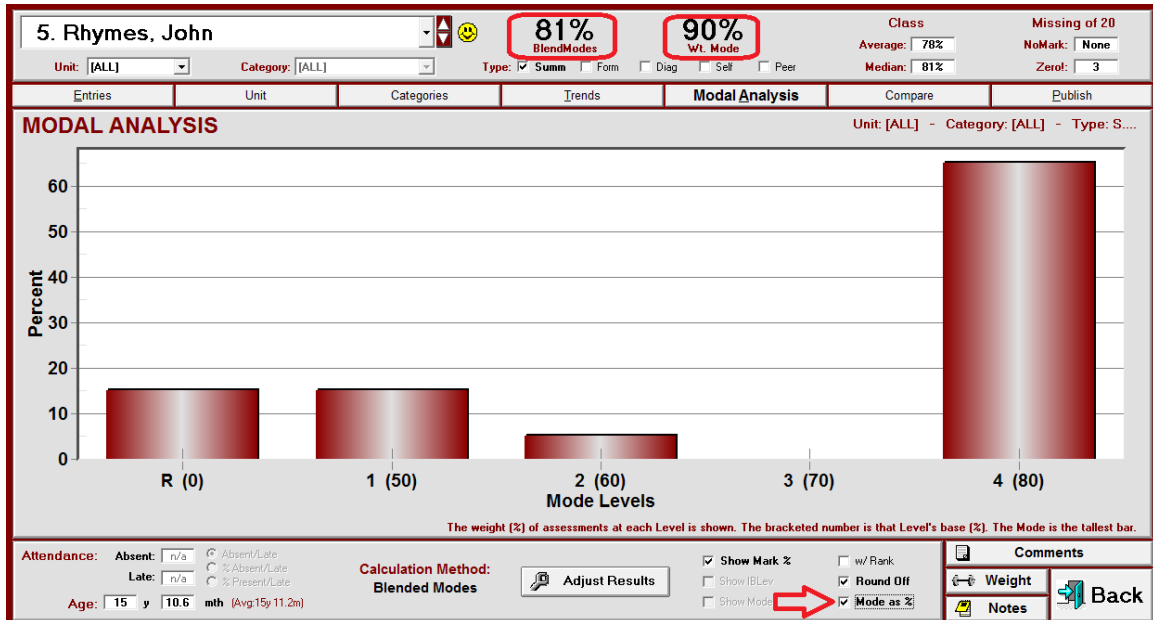 5. Rhymes, John
81%
BlendModes
90%
Wt. Mode
Class
Average: 78%
Median: 81%
Missing of 20
NoMark: None
Zero!: 3
Unit: [ALL] Category: [ALL] Type: Summ Form Diag Self Peer
Entries Unit Categories Trends Modal Analysis Compare Publish
MODAL ANALYSIS
Unit: [ALL] - Category: [ALL] - Type: S....
Percent
60
50
40
30
20
10
0
R (0) 1 (50) 2 (60) 3 (70) 4 (80)
Mode Levels
The weight (%) of assessments at each Level is shown. The bracketed number is that Level's base (%). The Mode is the tallest bar.
Attendance: Absent: n/a
Late: n/a
Absent/Late
% Absent/Late
% Present/Late
Age: 15 y 10.6 mth (Avg:15y 11.2m)
Calculation Method:
Blended Modes
Adjust Results
Show Mark %
Show IBLev
Show Mode
w/ Rank
Round Off
Mode as %
Comments
Weight
Notes
Back